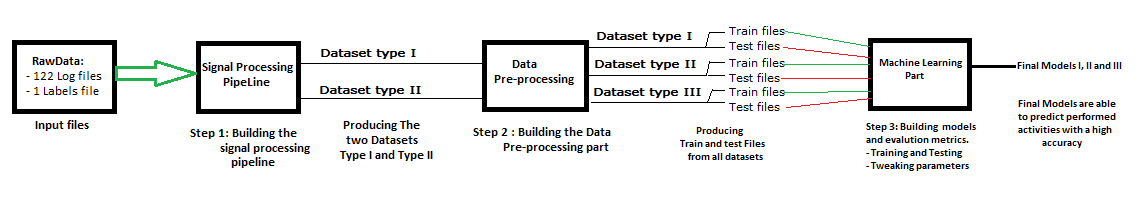 RawData:
- 122 Log files
- 1 Labels file
Input files
Signal Processing
PipeLine
Step 1: Building the
signal processing
pipeline
Dataset type I
Dataset type II
Producing The
two Datasets
Type I and Type II
Data
Pre-processing
Step 2 : Building the Data
Pre-processing part
Dataset type I
Dataset type II
Dataset type III
Train files
Test files
Train files
Test files
Train files
Test files
Producing
Train and test Files
from all datasets
Machine Learning
Part
Step 3: Building models
and evalution metrics.
- Training and Testing
- Tweaking parameters
Final Models I, II and III
Final Models are able
to predict performed
activities with a high
accuracy